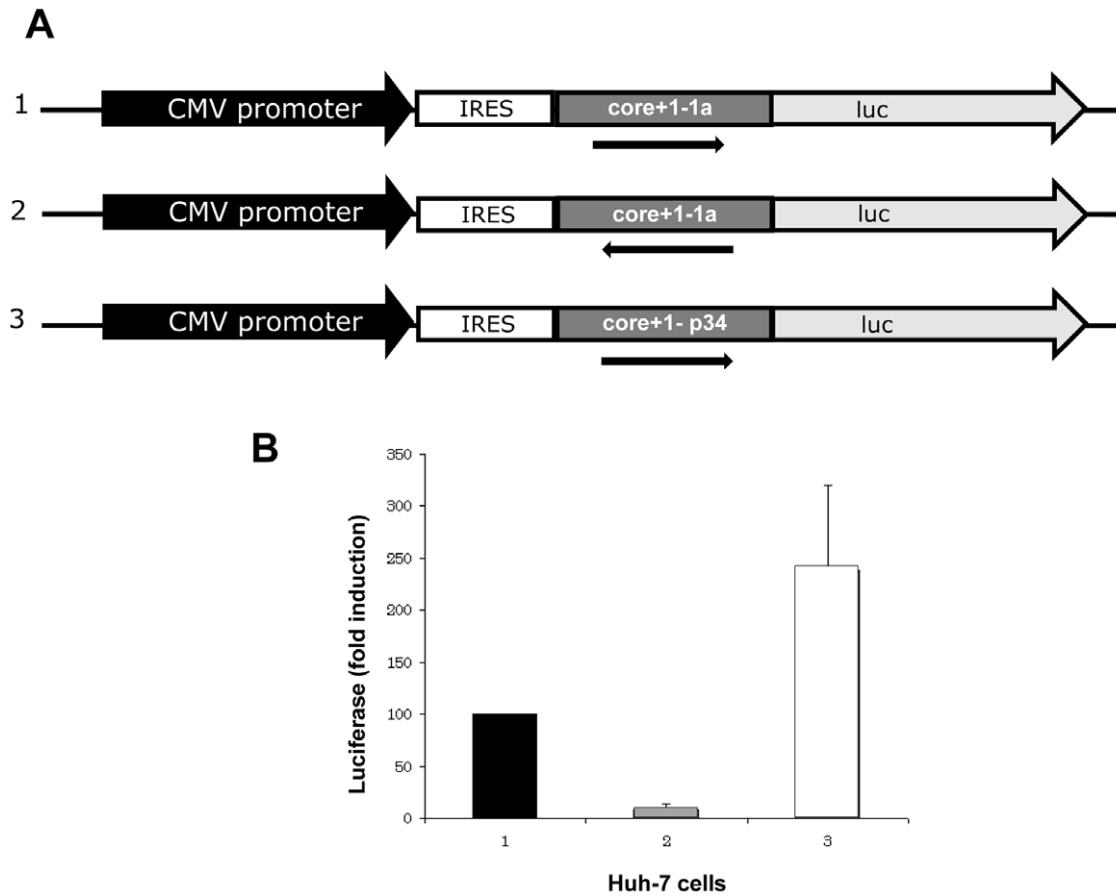 A
1 CMV promoter IRES core+1-1a luc
2 CMV promoter IRES core+1-1a luc
3 CMV promoter IRES core+1- p34 luc
B
Luciferase (fold induction)
350
300
250
200
150
100
50
0
1 2 3
Huh-7 cells